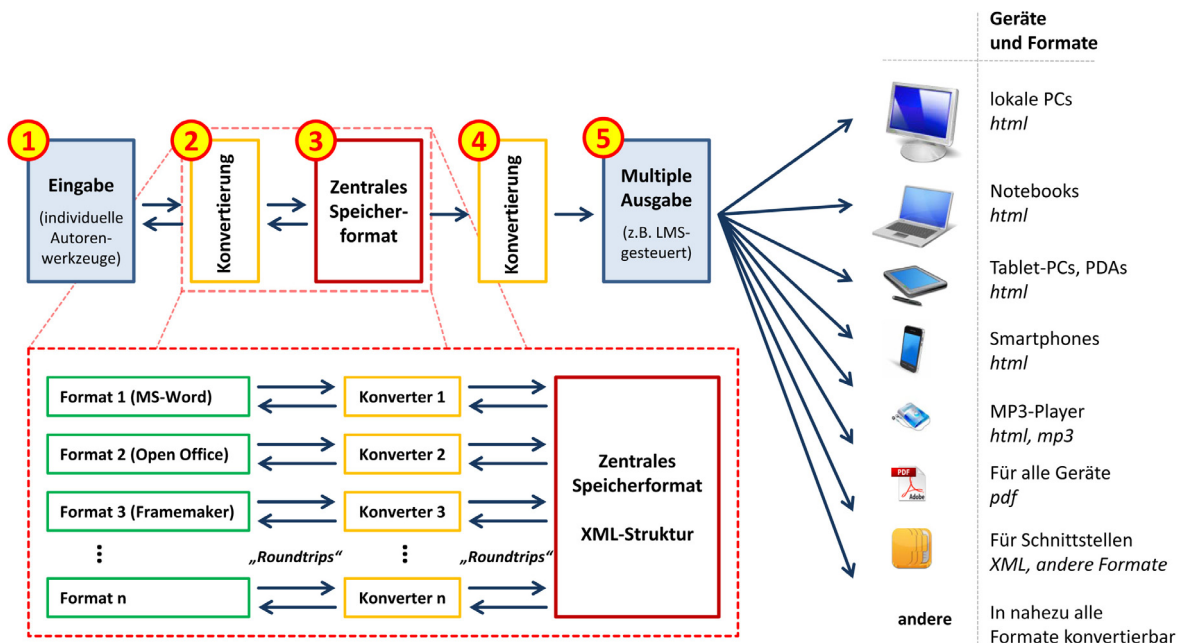 Geräte
und Formate
1
Eingabe
(individuelle
Autoren-
werkzeuge)
2
Konvertierung
3
Zentrales
Speicher-
format
4
Konvertierung
5
Multiple
Ausgabe
(z.B. LMS-
gesteuert)
lokale PCs
html
Notebooks
html
Tablet-PCs, PDAs
html
Smartphones
html
MP3-Player
html, mp3
PDF
Adobe
Für alle Geräte
pdf
Für Schnittstellen
XML, andere Formate
andere
In nahezu alle
Formate konvertierbar
Format 1 (MS-Word)
Konverter 1
Format 2 (Open Office)
Konverter 2
Format 3 (Framemaker)
Konverter 3
„Roundtrips“
„Roundtrips“
Format n
Konverter n
Zentrales
Speicherformat
XML-Struktur